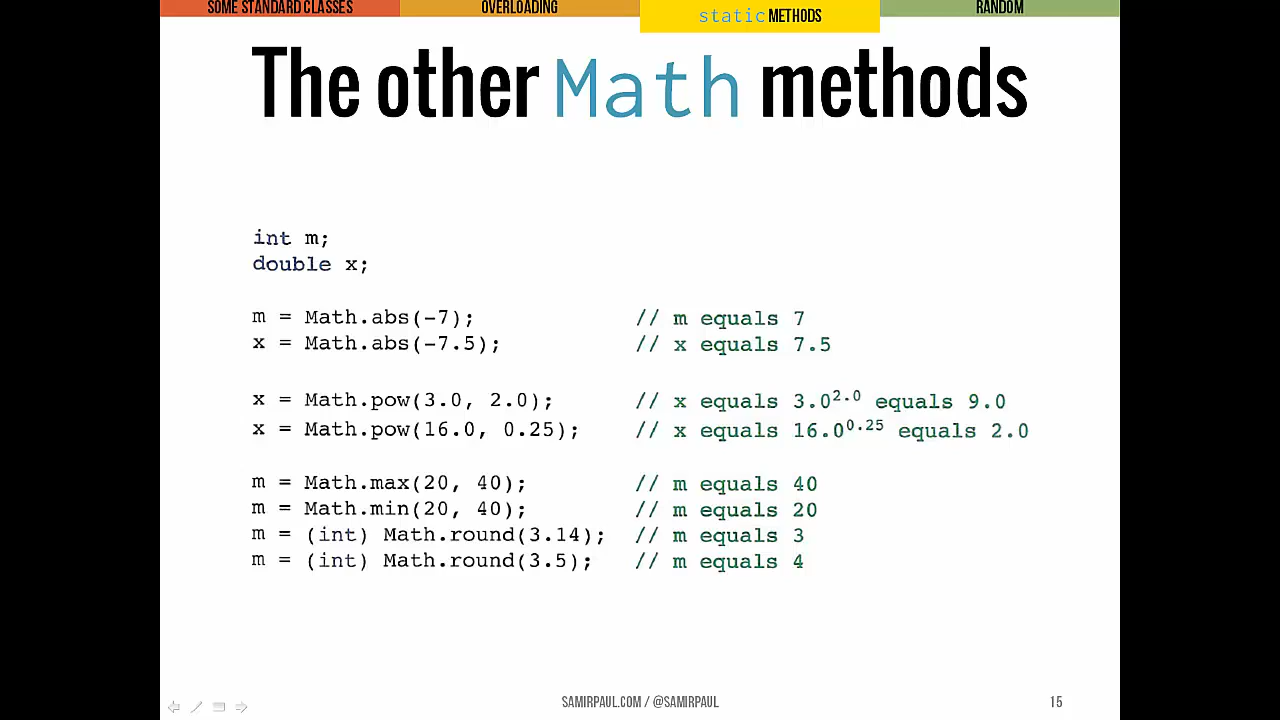 SOME STANDARD CLASSES
OVERLOADING
static METHODS
RANDOM
The other Math methods
int m;
double x;
m = Math.abs(-7); // m equals 7
x = Math.abs(-7.5); // x equals 7.5
x = Math.pow(3.0, 2.0); // x equals 3.0²·⁰ equals 9.0
x = Math.pow(16.0, 0.25); // x equals 16.0⁰·²⁵ equals 2.0
m = Math.max(20, 40); // m equals 40
m = Math.min(20, 40); // m equals 20
m = (int) Math.round(3.14); // m equals 3
m = (int) Math.round(3.5); // m equals 4
SAMIRPAUL.COM / @SAMIRPAUL
15